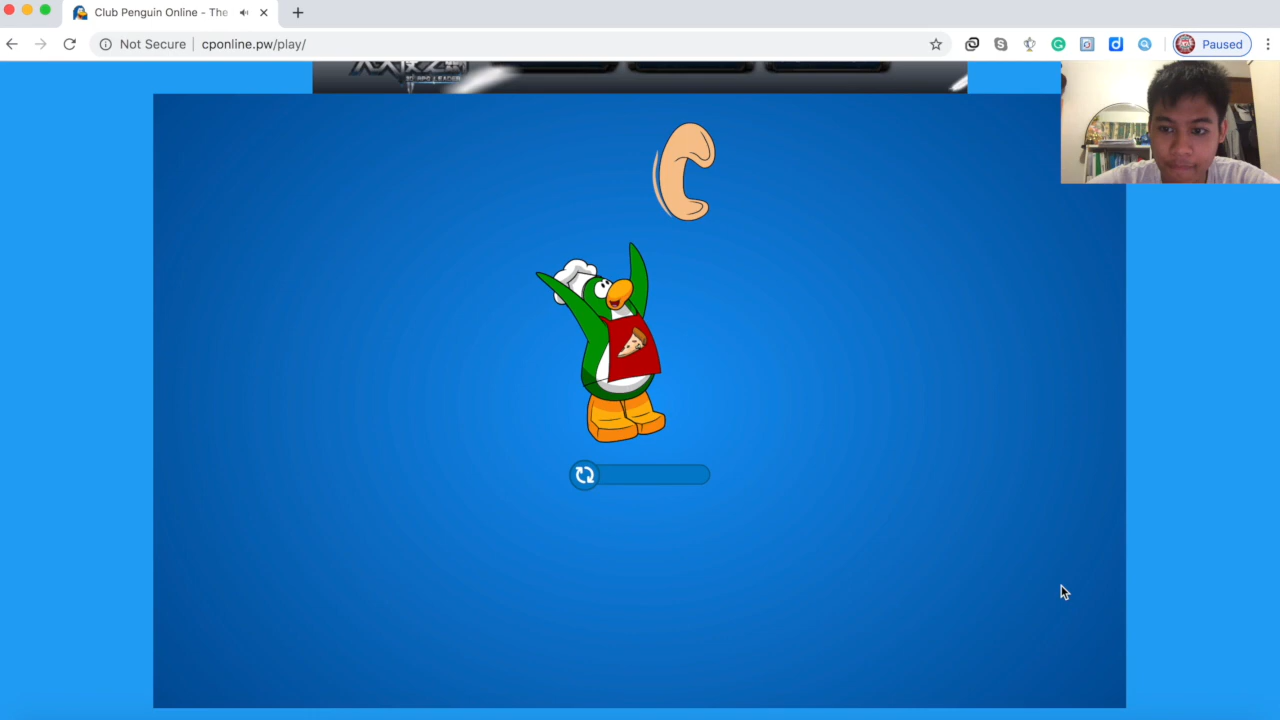 Club Penguin Online - The
Not Secure
cponline.pw/play/
Paused